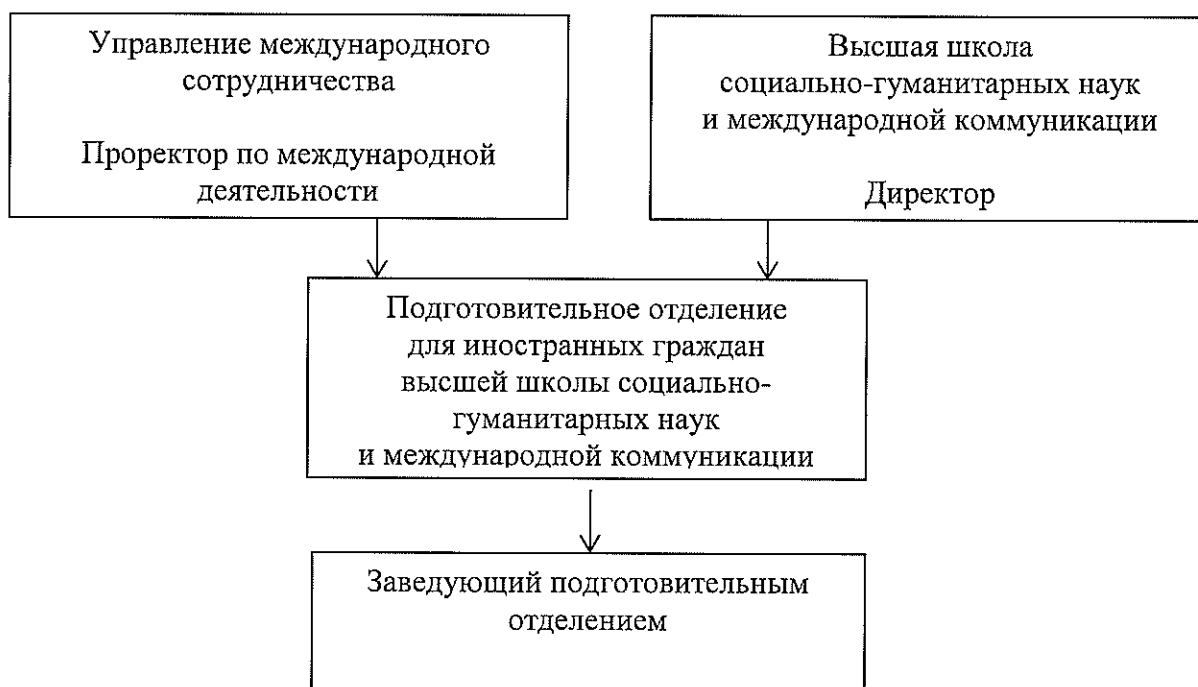 Управление международного
сотрудничества
Проректор по международной
деятельности
Высшая школа
социально-гуманитарных наук
и международной коммуникации
Директор
Подготовительное отделение
для иностранных граждан
высшей школы социально-
гуманитарных наук
и международной коммуникации
Заведующий подготовительным
отделением